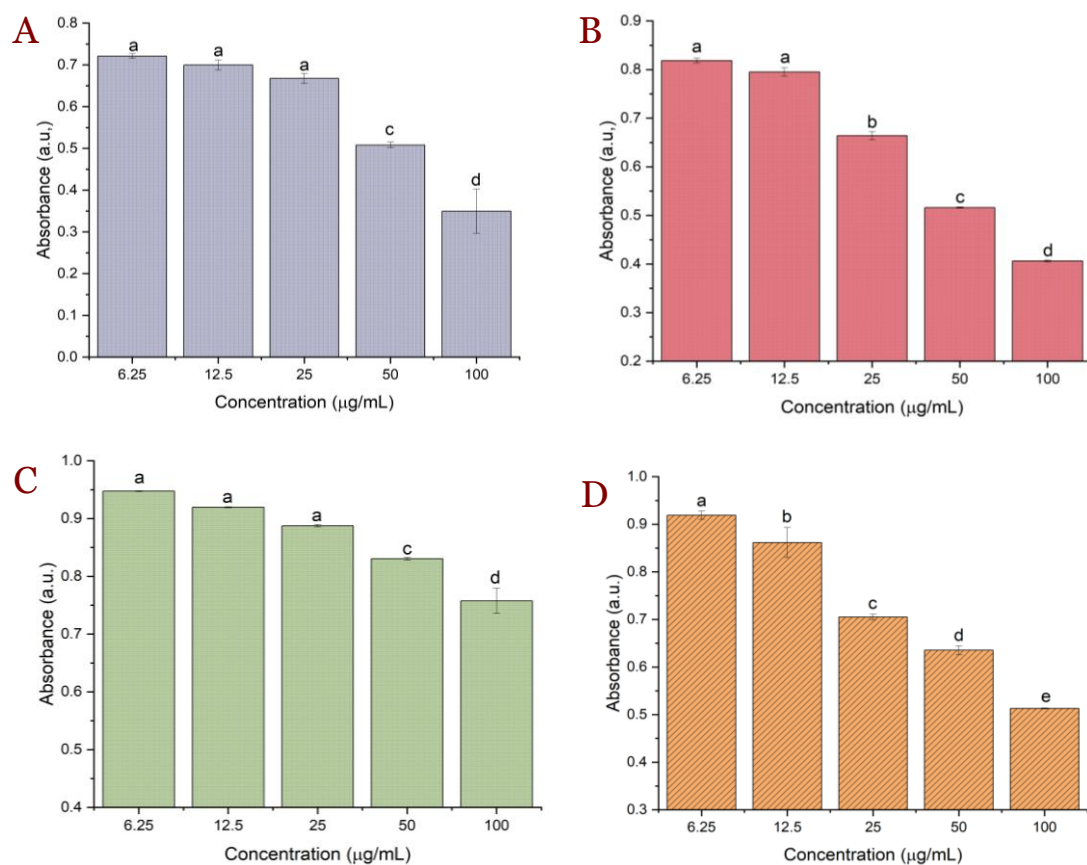 A
0.8
0.7
0.6
0.5
0.4
0.3
0.2
0.1
0.0
Absorbance (a.u,)
a
a
a
c
d
6.25
12.5
25
50
100
Concentration (μg/mL)
B
0.9
0.8
0.7
0.6
0.5
0.4
0.3
0.2
Absorbance (a.u,)
a
a
b
c
d
6.25
12.5
25
50
100
Concentration (μg/mL)
C
1.0
0.9
0.8
0.7
0.6
0.5
0.4
Absorbance (a.u.)
a
a
a
c
d
6.25
12.5
25
50
100
Concentration (μg/mL)
D
1.0
0.9
0.8
0.7
0.6
0.5
0.4
0.3
Absorbance (a.u.)
a
b
c
d
e
6.25
12.5
25
50
100
Concentration (μg/mL)